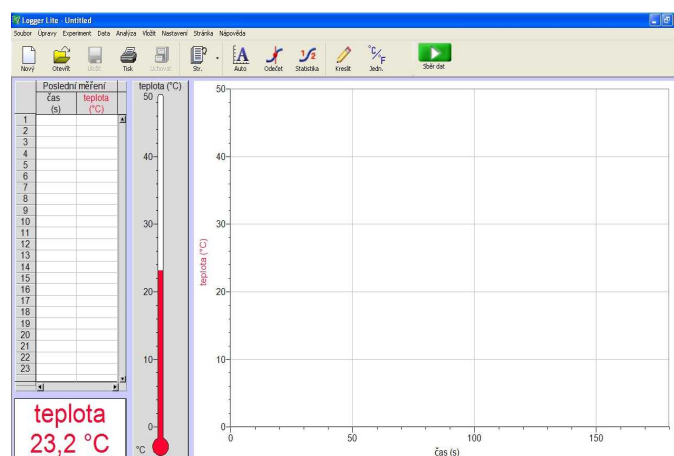 Logger Lite - Untitled
Soubor Úpravy Experiment Data Analýza Vložit Nastavení Stránka Nápověda
Nový Otevřít Uložit Tisk Uchovat Str. Auto Odečet Statistika Kreslit Jedn. Sběr dat
Poslední měření
čas teplota
(s) (°C)
1
2
3
4
5
6
7
8
9
10
11
12
13
14
15
16
17
18
19
20
21
22
23
teplota
23,2 °C
teplota (°C)
50
40
30
20
10
0
°C
50
40
30
20
10
0
teplota (°C)
0 50 100 150
čas (s)